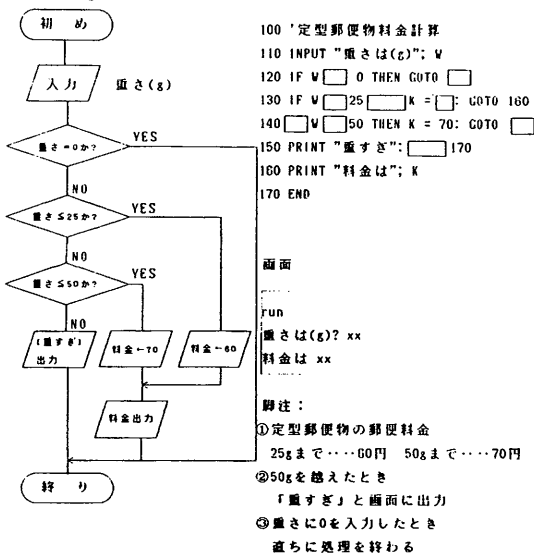 初め
入力
重さ(g)
重さ=0か?
YES
NO
重さ≦25か?
YES
NO
重さ≦50か?
YES
NO
「重すぎ」
出力
料金←70
料金←60
料金出力
終り
100 '定型郵便物料金計算
110 INPUT "重さは(g)"; W
120 IF W□ 0 THEN GOTO □
130 IF W□25□K =□: GOTO 160
140□W□50 THEN K = 70: GOTO □
150 PRINT "重すぎ":□170
160 PRINT "料金は"; K
170 END
画面
run
重さは(g)? xx
料金は xx
脚注:
①定型郵便物の郵便料金
25gまで‥‥60円 50gまで‥‥70円
②50gを越えたとき
「重すぎ」と画面に出力
③重さに0を入力したとき
直ちに処理を終わる